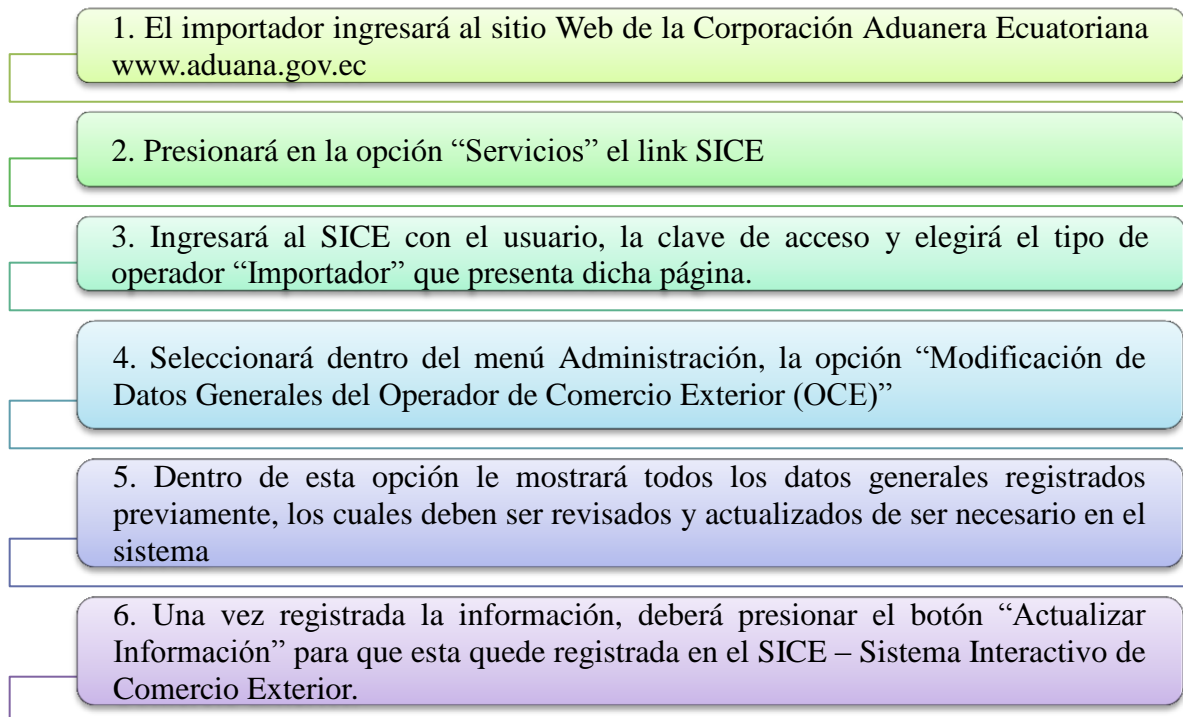 1. El importador ingresará al sitio Web de la Corporación Aduanera Ecuatoriana
www.aduana.gov.ec
2. Presionará en la opción “Servicios” el link SICE
3. Ingresará al SICE con el usuario, la clave de acceso y elegirá el tipo de
operador “Importador” que presenta dicha página.
4. Seleccionará dentro del menú Administración, la opción “Modificación de
Datos Generales del Operador de Comercio Exterior (OCE)”
5. Dentro de esta opción le mostrará todos los datos generales registrados
previamente, los cuales deben ser revisados y actualizados de ser necesario en el
sistema
6. Una vez registrada la información, deberá presionar el botón “Actualizar
Información” para que esta quede registrada en el SICE – Sistema Interactivo de
Comercio Exterior.